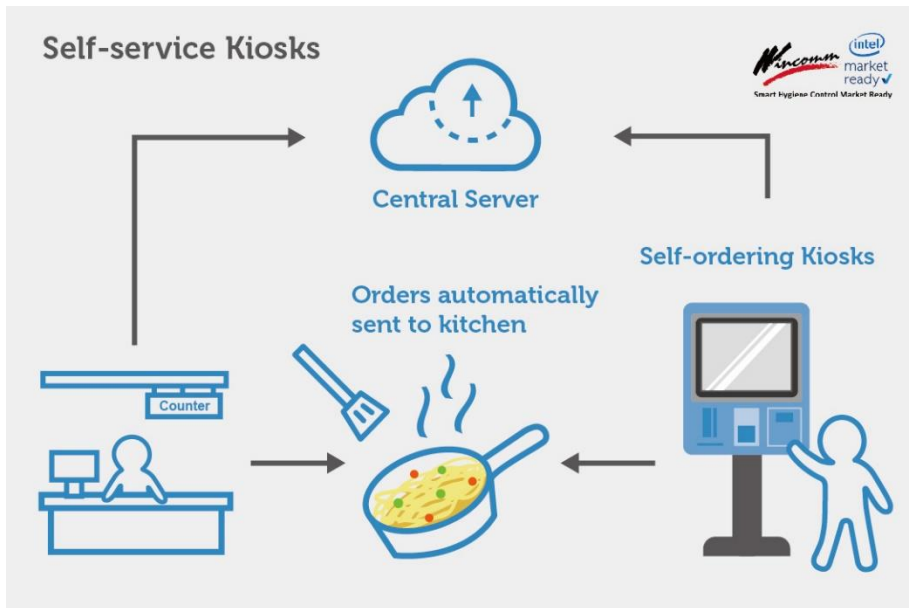 Self-service Kiosks
Wincomm
intel
market
ready
Smart Hygiene Control Market Ready
Central Server
Self-ordering Kiosks
Orders automatically
sent to kitchen
Counter